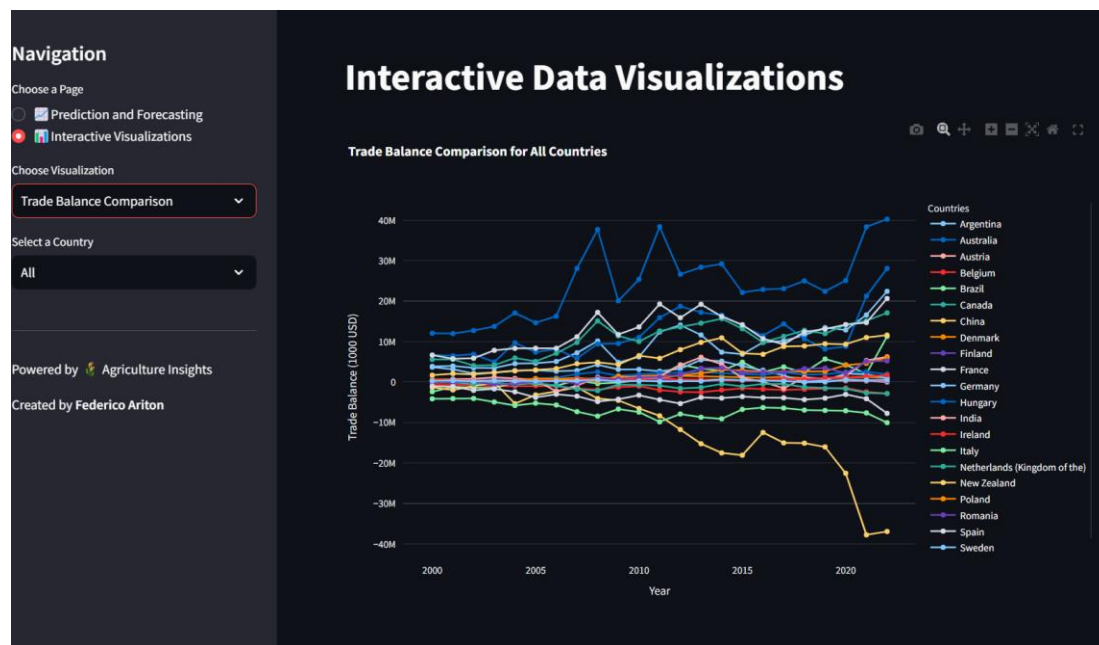 Navigation
Choose a Page
📈 Prediction and Forecasting
📊 Interactive Visualizations
Choose Visualization
Trade Balance Comparison
Select a Country
All
Powered by 🌽 Agriculture Insights
Created by Federico Ariton
Interactive Data Visualizations
Trade Balance Comparison for All Countries
Trade Balance (1000 USD)
40M
30M
20M
10M
0
−10M
−20M
−30M
−40M
2000
2005
2010
2015
2020
Year
Countries
Argentina
Australia
Austria
Belgium
Brazil
Canada
China
Denmark
Finland
France
Germany
Hungary
India
Ireland
Italy
Netherlands (Kingdom of the)
New Zealand
Poland
Romania
Spain
Sweden